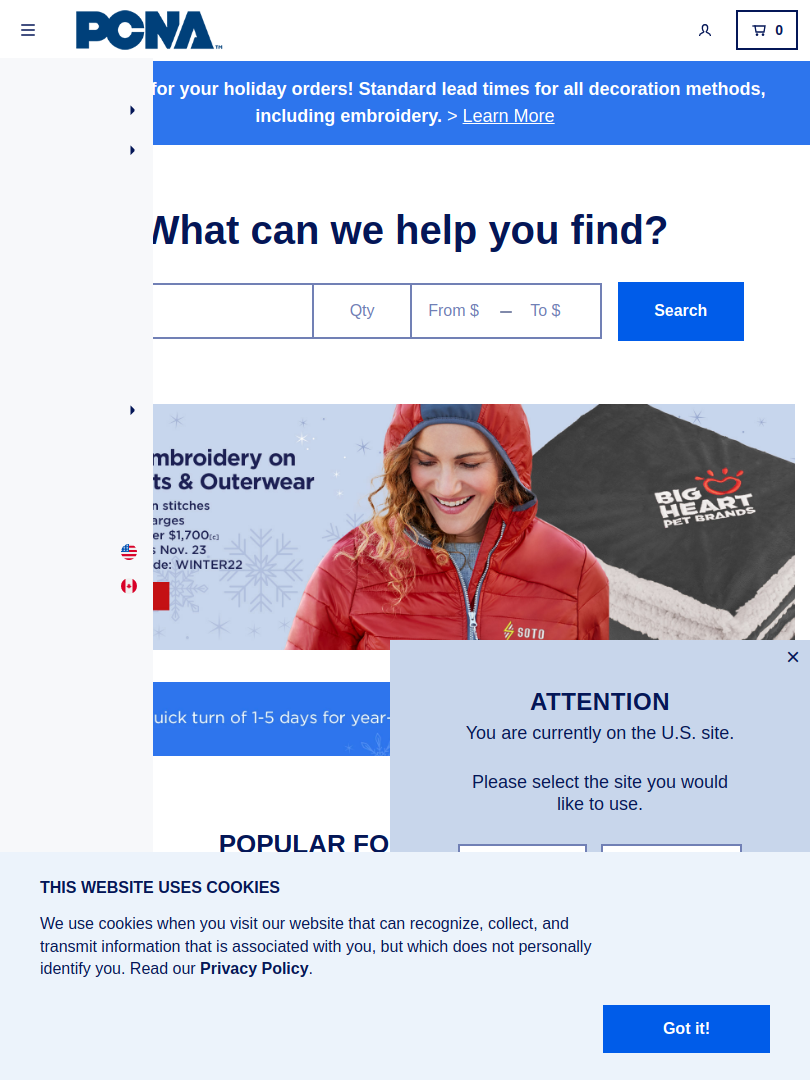 PCNA™
0
for your holiday orders! Standard lead times for all decoration methods,
including embroidery. > Learn More
What can we help you find?
Qty
From $ – To $
Search
mbroidery on
ts & Outerwear
n stitches
arges
er $1,700[c]
s Nov. 23
de: WINTER22
BIG
HEART
PET BRANDS
SOTO
uick turn of 1-5 days for year-
×
ATTENTION
You are currently on the U.S. site.
Please select the site you would
like to use.
POPULAR FO
THIS WEBSITE USES COOKIES
We use cookies when you visit our website that can recognize, collect, and
transmit information that is associated with you, but which does not personally
identify you. Read our Privacy Policy.
Got it!